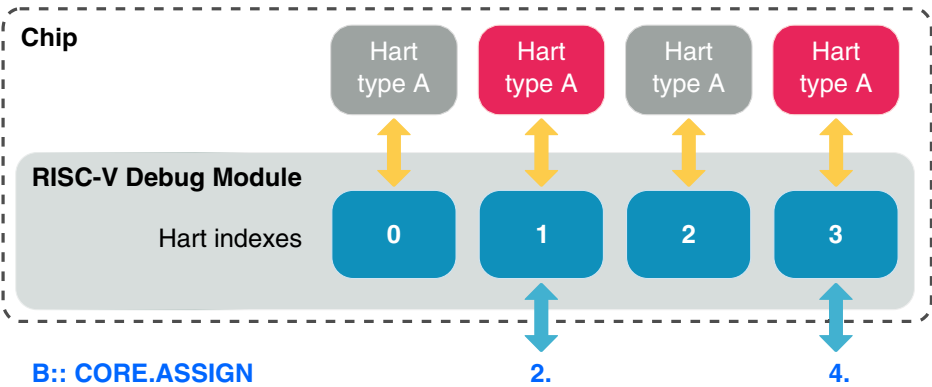 Chip
Hart type A
Hart type A
Hart type A
Hart type A
RISC-V Debug Module
Hart indexes 0 1 2 3
B:: CORE.ASSIGN 2. 4.